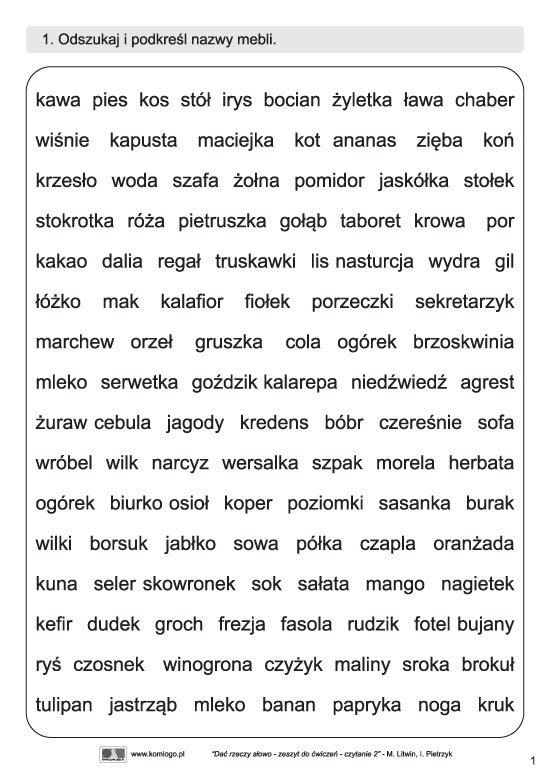 1. Odszukaj i podkreśl nazwy mebli.
kawa pies kos stół irys bocian żyletka ława chaber
wiśnie kapusta maciejka kot ananas zięba koń
krzesło woda szafa żołna pomidor jaskółka stołek
stokrotka róża pietruszka gołąb taboret krowa por
kakao dalia regał truskawki lis nasturcja wydra gil
łóżko mak kalafior fiołek porzeczki sekretarzyk
marchew orzeł gruszka cola ogórek brzoskwinia
mleko serwetka goździk kalarepa niedźwiedź agrest
żuraw cebula jagody kredens bóbr czereśnie sofa
wróbel wilk narcyz wersalka szpak morela herbata
ogórek biurko osioł koper poziomki sasanka burak
wilki borsuk jabłko sowa półka czapla oranżada
kuna seler skowronek sok sałata mango nagietek
kefir dudek groch frezja fasola rudzik fotel bujany
ryś czosnek winogrona czyżyk maliny sroka brokuł
tulipan jastrząb mleko banan papryka noga kruk
www.komlogo.pl "Dać rzeczy słowo - zeszyt do ćwiczeń - czytanie 2" - M. Litwin, I. Pietrzyk
1